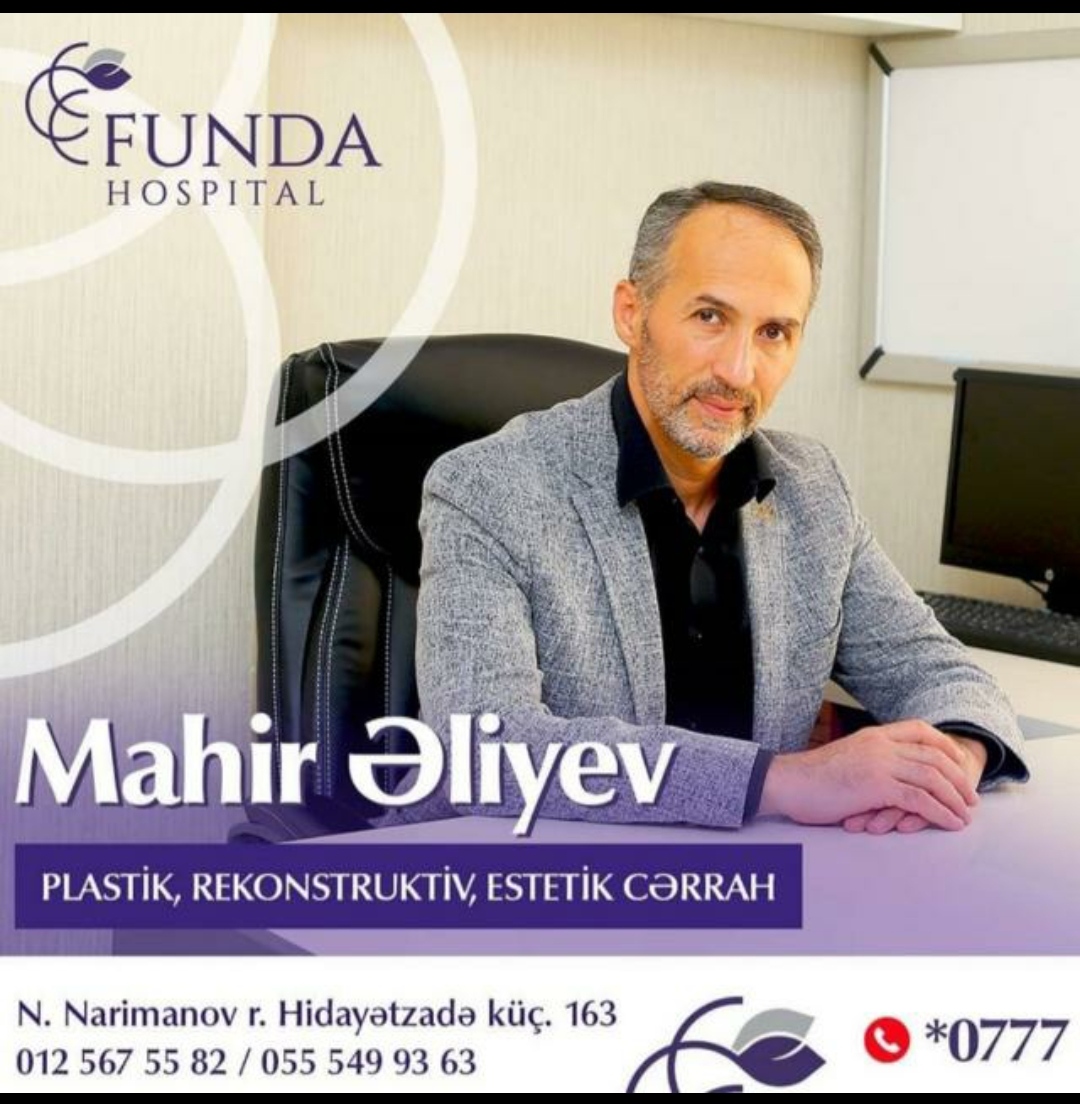 FUNDA
HOSPITAL
Mahir Əliyev
PLASTİK, REKONSTRUKTİV, ESTETİK CƏRRAH
N. Narimanov r. Hidayətzadə küç. 163
012 567 55 82 / 055 549 93 63
*0777